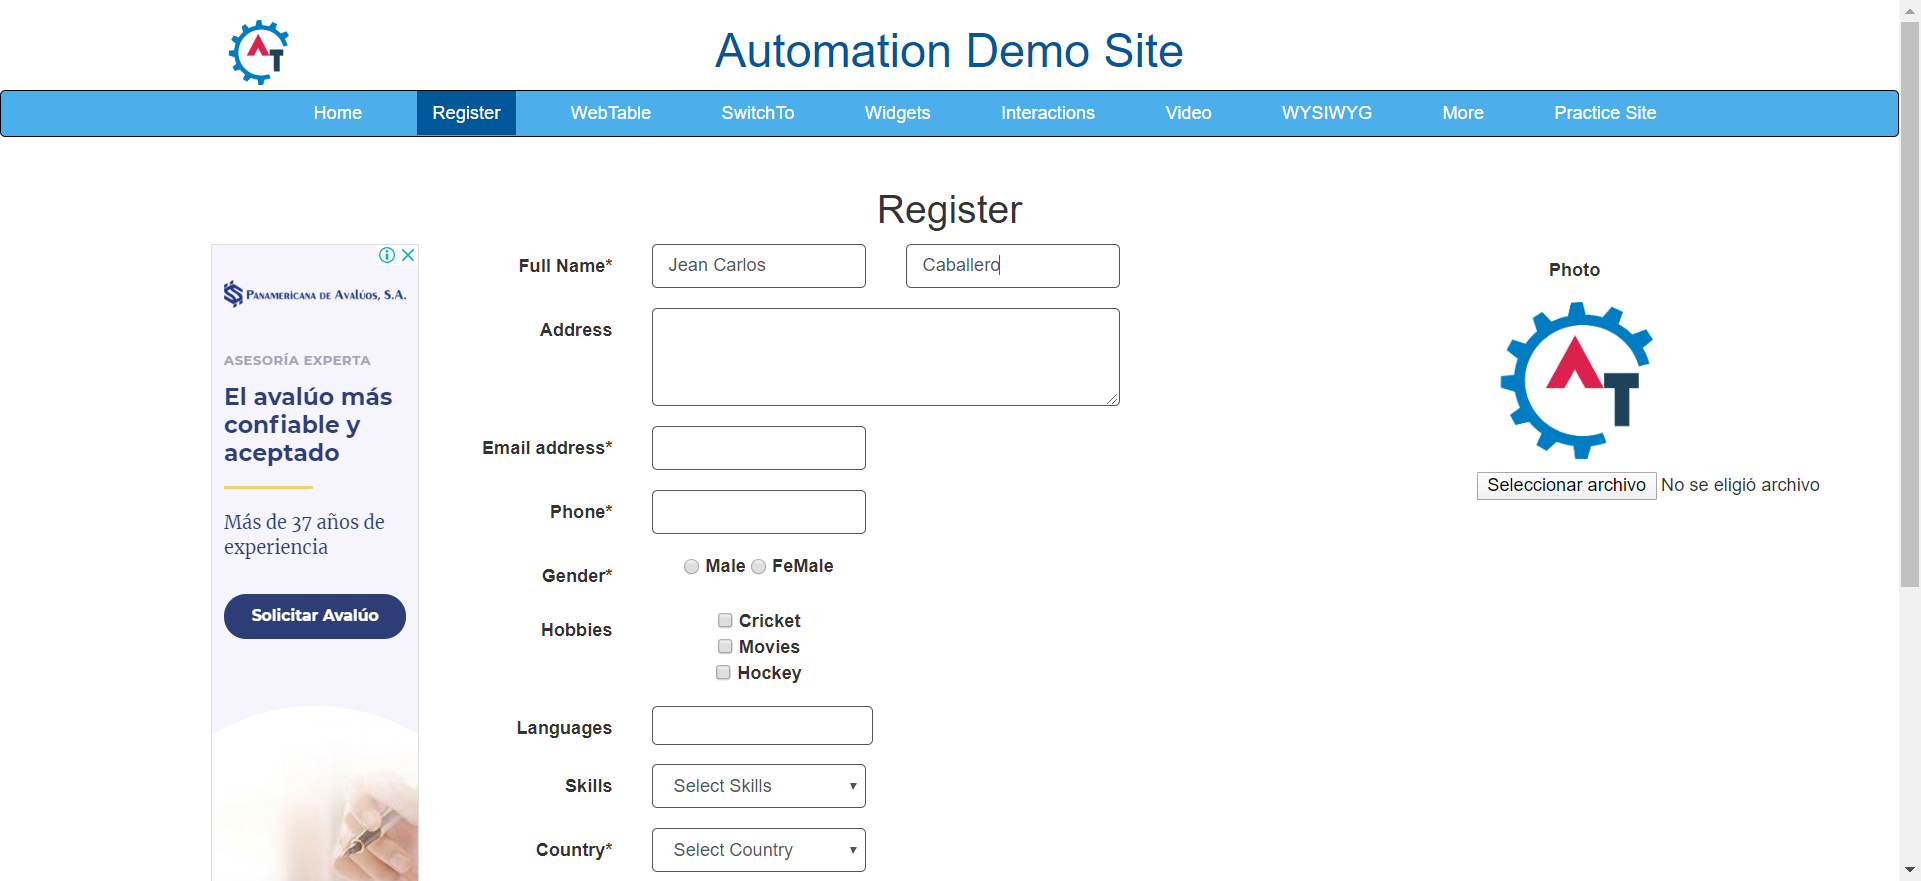 AT
Automation Demo Site
Home Register WebTable SwitchTo Widgets Interactions Video WYSIWYG More Practice Site
Register
PANAMERICANA DE AVALÚOS, S.A.
ASESORÍA EXPERTA
El avalúo más
confiable y
aceptado
Más de 37 años de
experiencia
Solicitar Avalúo
Full Name* Jean Carlos Caballero
Address
Email address*
Phone*
Gender* Male FeMale
Hobbies
Cricket
Movies
Hockey
Languages
Skills Select Skills
Country* Select Country
Photo
AT
Seleccionar archivo No se eligió archivo